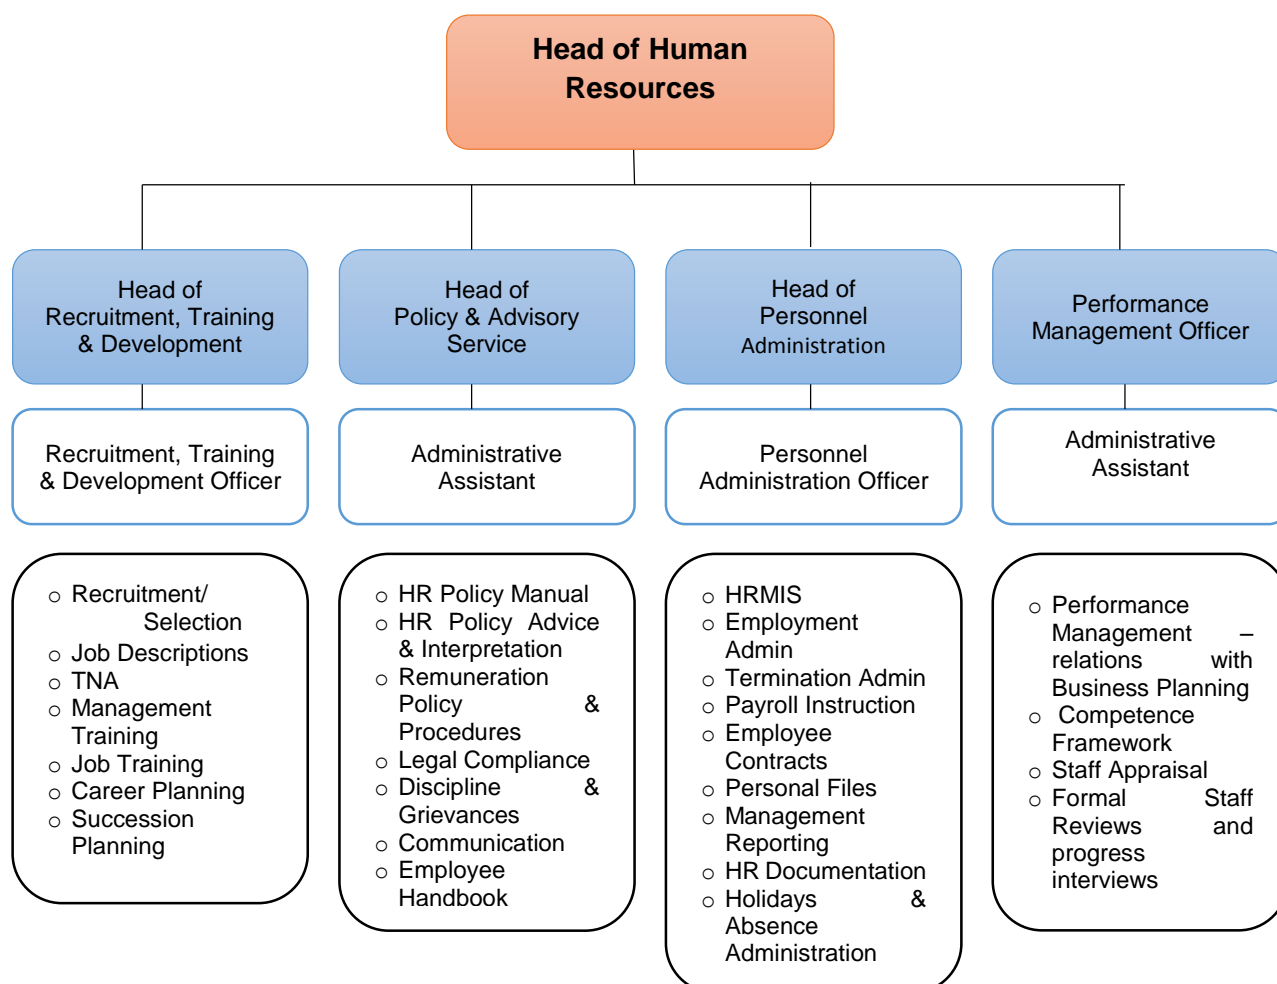 Head of Human
Resources
Head of
Recruitment, Training
& Development
Head of
Policy & Advisory
Service
Head of
Personnel
Administration
Performance
Management Officer
Recruitment, Training
& Development Officer
Administrative
Assistant
Personnel
Administration Officer
Administrative
Assistant
o Recruitment/
Selection
o Job Descriptions
o TNA
o Management
Training
o Job Training
o Career Planning
o Succession
Planning
o HR Policy Manual
o HR Policy Advice
& Interpretation
o Remuneration
Policy &
Procedures
o Legal Compliance
o Discipline &
Grievances
o Communication
o Employee
Handbook
o HRMIS
o Employment
Admin
o Termination Admin
o Payroll Instruction
o Employee
Contracts
o Personal Files
o Management
Reporting
o HR Documentation
o Holidays &
Absence
Administration
o Performance
Management –
relations with
Business Planning
o Competence
Framework
o Staff Appraisal
o Formal Staff
Reviews and
progress
interviews